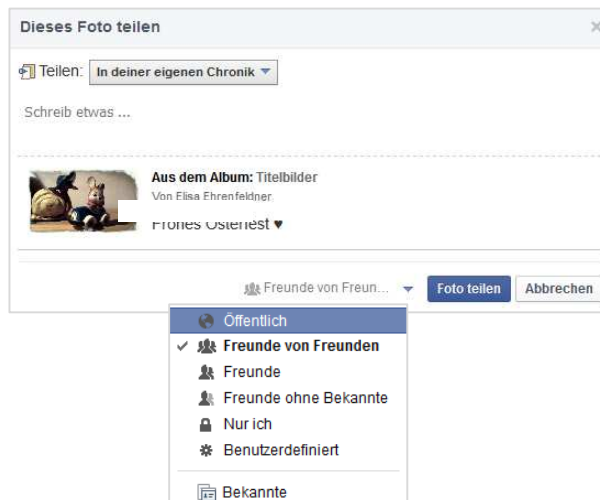 Dieses Foto teilen
Teilen: In deiner eigenen Chronik
Schreib etwas ...
Aus dem Album: Titelbilder
Von Elisa Ehrenfeldner
Frohes Osterfest ♥
Freunde von Freun... Foto teilen Abbrechen
Öffentlich
Freunde von Freunden
Freunde
Freunde ohne Bekannte
Nur ich
Benutzerdefiniert
Bekannte